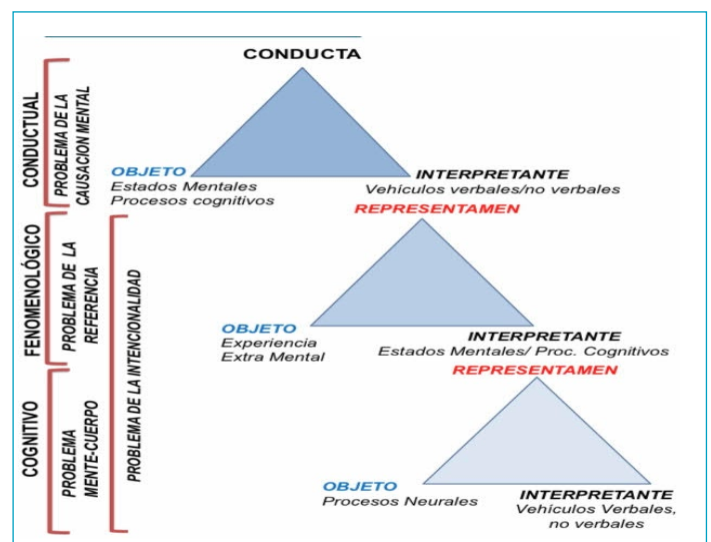 CONDUCTA
CONDUCTUAL
PROBLEMA DE LA
CAUSACION MENTAL
OBJETO
Estados Mentales
Procesos cognitivos
INTERPRETANTE
Vehículos verbales/no verbales
REPRESENTAMEN
FENOMENOLÓGICO
PROBLEMA DE LA
REFERENCIA
PROBLEMA DE LA INTENCIONALIDAD
OBJETO
Experiencia
Extra Mental
INTERPRETANTE
Estados Mentales/ Proc. Cognitivos
REPRESENTAMEN
COGNITIVO
PROBLEMA
MENTE-CUERPO
OBJETO
Procesos Neurales
INTERPRETANTE
Vehículos Verbales,
no verbales